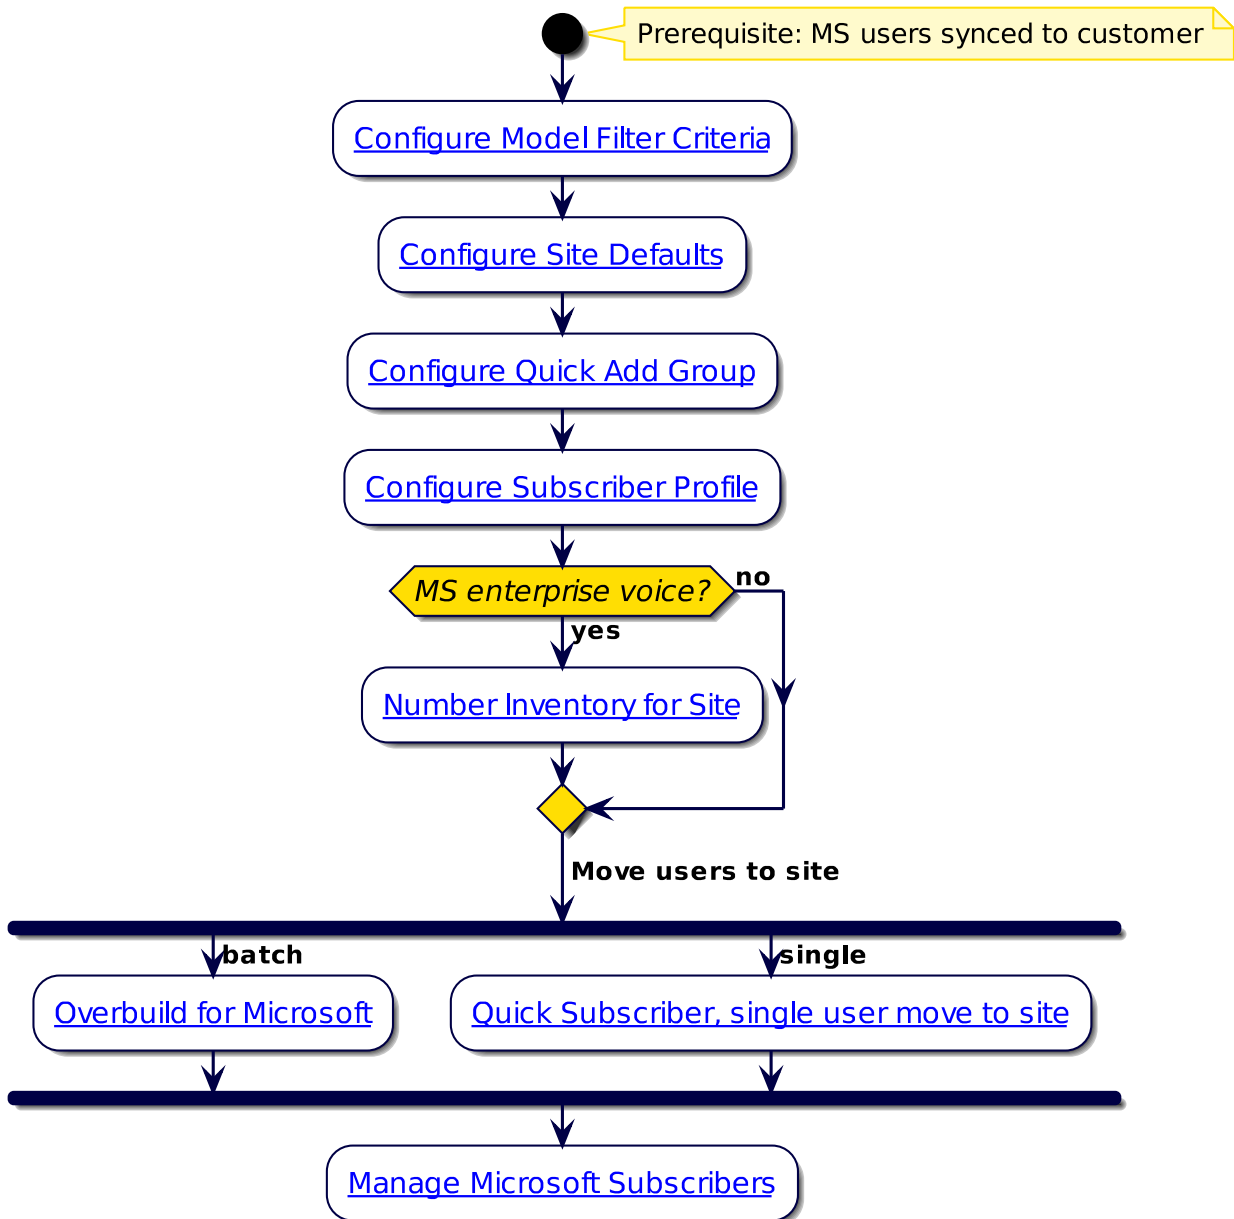 Prerequisite: MS users synced to customer
Configure Model Filter Criteria
Configure Site Defaults
Configure Quick Add Group
Configure Subscriber Profile
MS enterprise voice?
no
yes
Number Inventory for Site
Move users to site
batch
single
Overbuild for Microsoft
Quick Subscriber, single user move to site
Manage Microsoft Subscribers